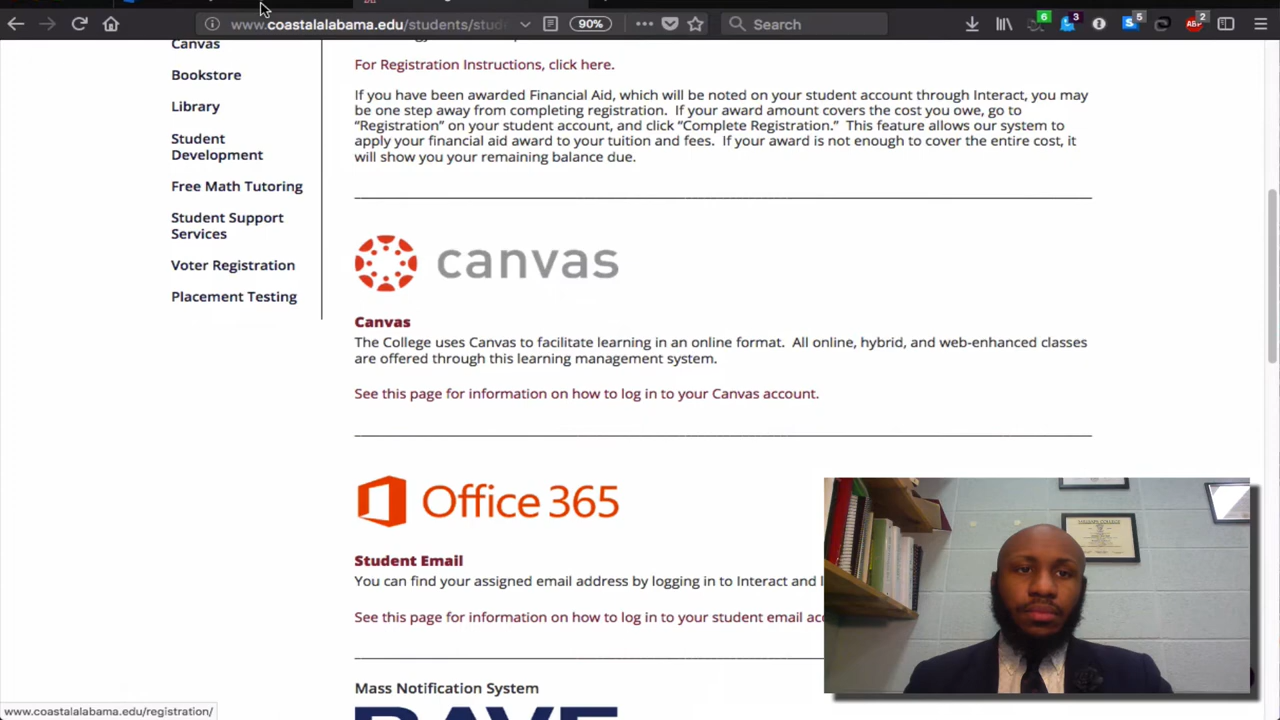 www.coastalalabama.edu/students/stude
90%
Search
6
3
5
ABP
2
Canvas
Bookstore
Library
Student
Development
Free Math Tutoring
Student Support
Services
Voter Registration
Placement Testing
For Registration Instructions, click here.
If you have been awarded Financial Aid, which will be noted on your student account through Interact, you may
be one step away from completing registration. If your award amount covers the cost you owe, go to
“Registration” on your student account, and click “Complete Registration.” This feature allows our system to
apply your financial aid award to your tuition and fees. If your award is not enough to cover the entire cost, it
will show you your remaining balance due.
canvas
Canvas
The College uses Canvas to facilitate learning in an online format. All online, hybrid, and web-enhanced classes
are offered through this learning management system.
See this page for information on how to log in to your Canvas account.
Office 365
Student Email
You can find your assigned email address by logging in to Interact and
See this page for information on how to log in to your student email
Mass Notification System
RAVE
www.coastalalabama.edu/registration/